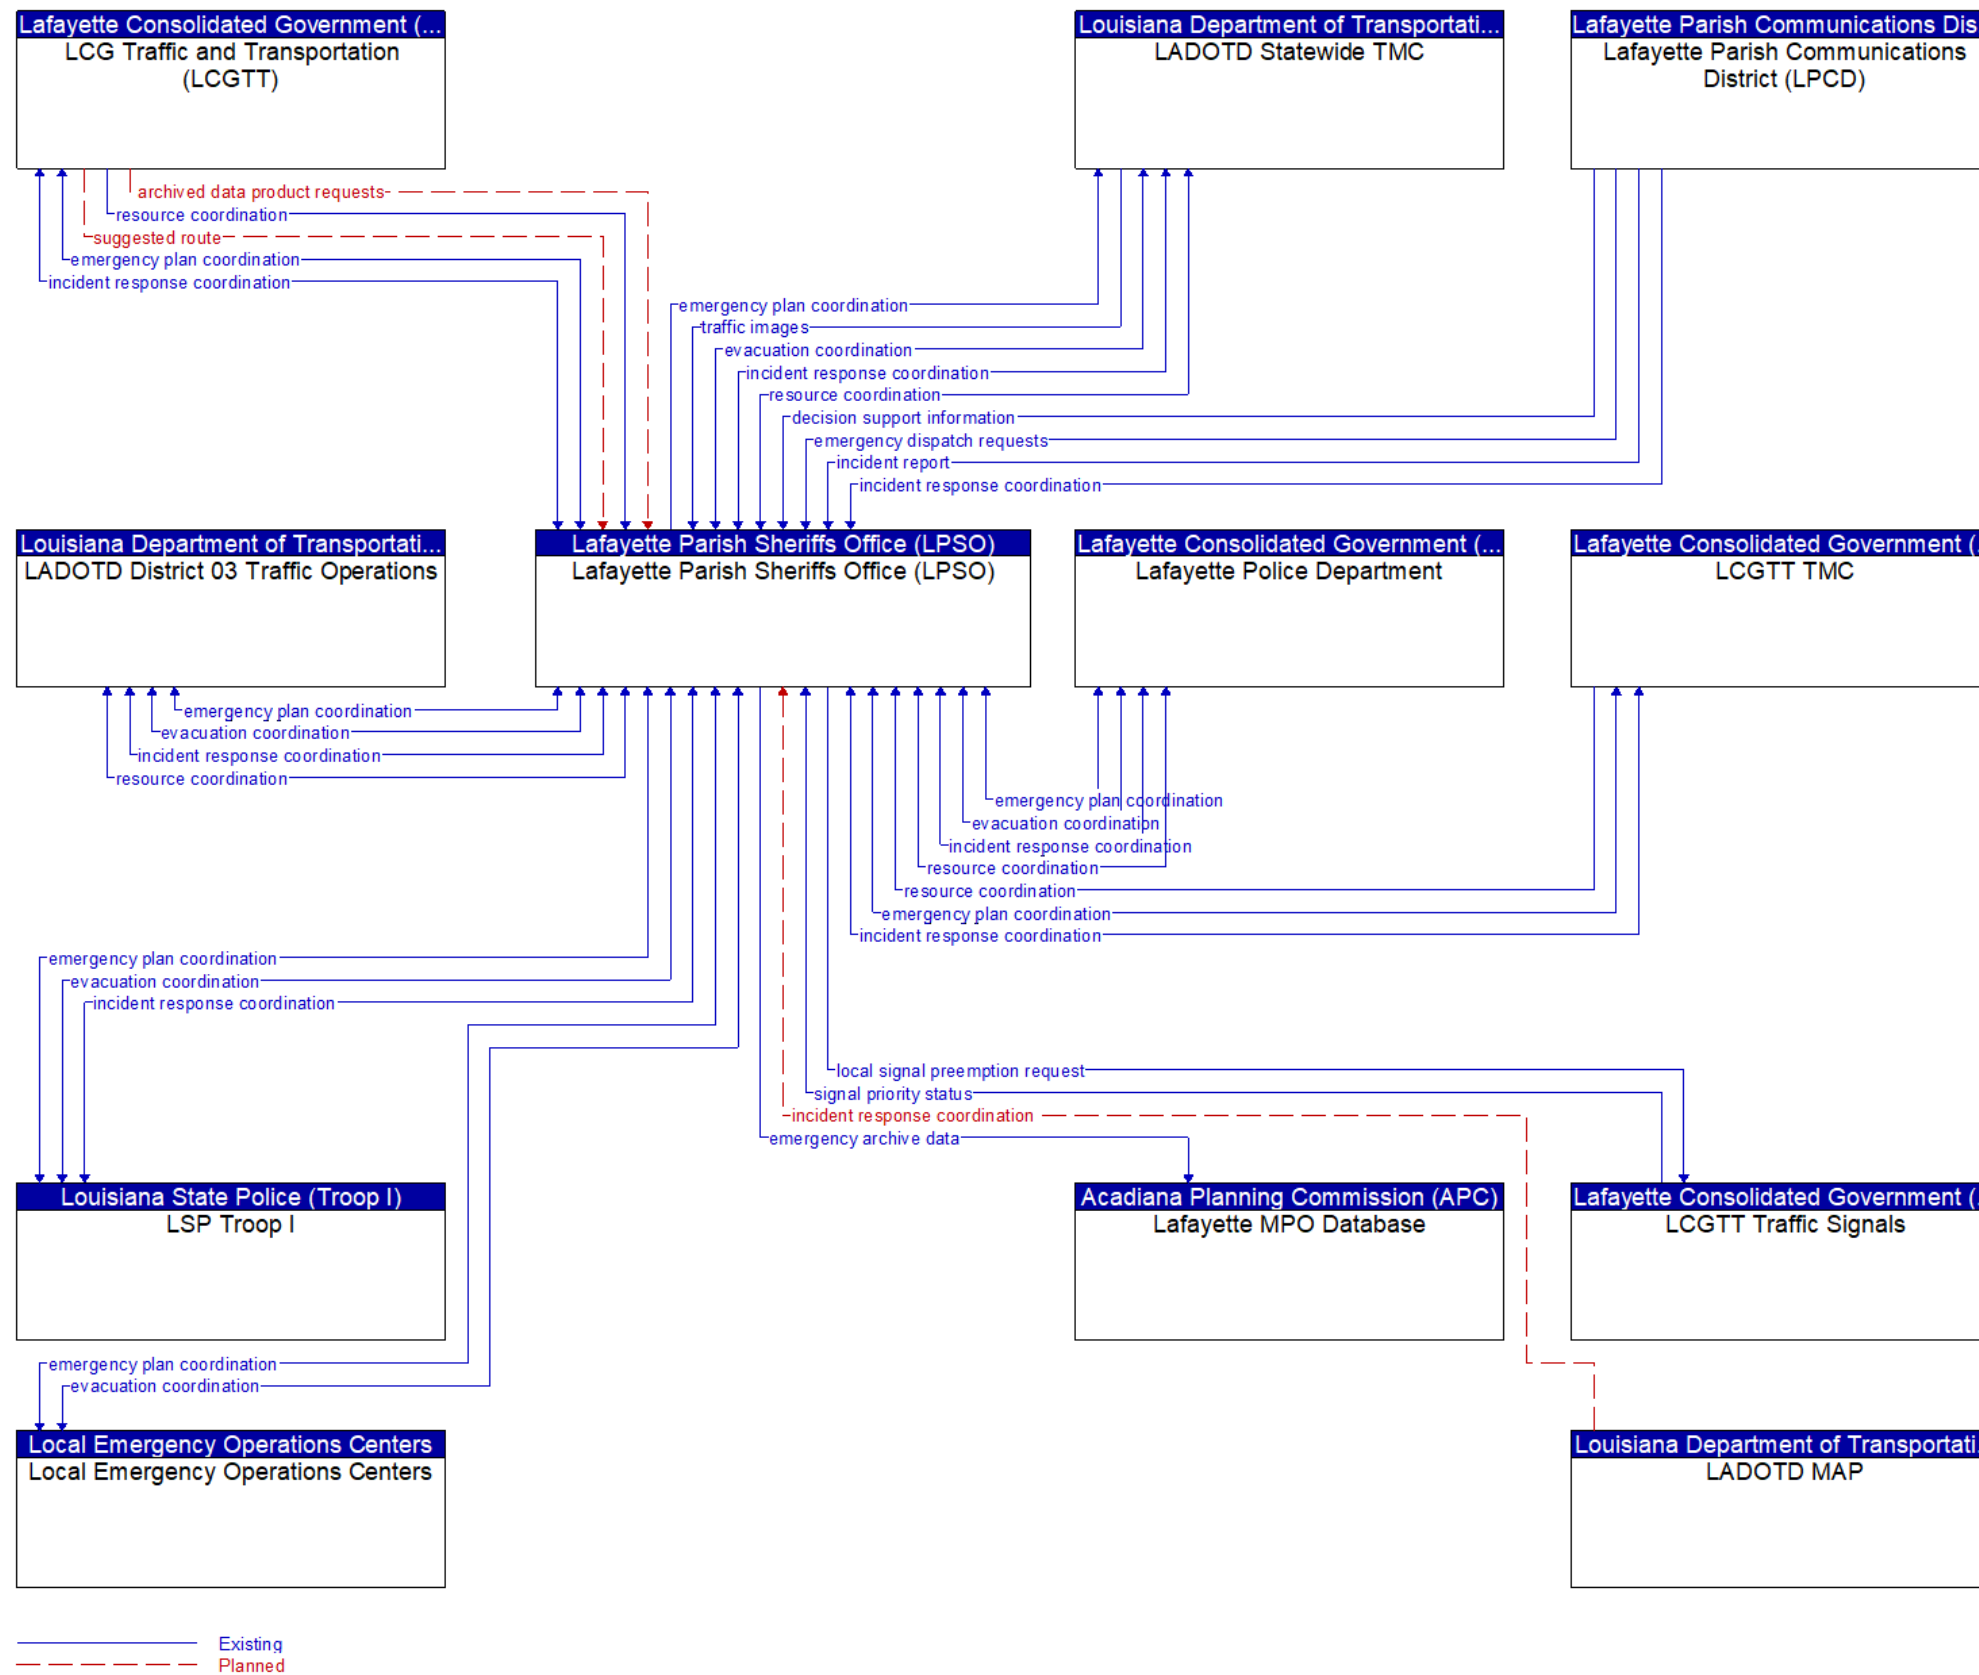 Lafayette Consolidated Government (...
LCG Traffic and Transportation
(LCGTT)
Louisiana Department of Transportati...
LADOTD Statewide TMC
Lafayette Parish Communications Dis
Lafayette Parish Communications
District (LPCD)
archived data product requests
resource coordination
suggested route
emergency plan coordination
incident response coordination
emergency plan coordination
traffic images
evacuation coordination
incident response coordination
resource coordination
decision support information
emergency dispatch requests
incident report
incident response coordination
Louisiana Department of Transportati...
LADOTD District 03 Traffic Operations
Lafayette Parish Sheriffs Office (LPSO)
Lafayette Parish Sheriffs Office (LPSO)
Lafayette Consolidated Government (...
Lafayette Police Department
Lafayette Consolidated Government (.
LCGTT TMC
emergency plan coordination
evacuation coordination
incident response coordination
resource coordination
emergency plan coordination
evacuation coordination
incident response coordination
resource coordination
resource coordination
emergency plan coordination
incident response coordination
emergency plan coordination
evacuation coordination
incident response coordination
local signal preemption request
signal priority status
incident response coordination
emergency archive data
Louisiana State Police (Troop I)
LSP Troop I
Acadiana Planning Commission (APC)
Lafayette MPO Database
Lafayette Consolidated Government (.
LCGTT Traffic Signals
emergency plan coordination
evacuation coordination
Local Emergency Operations Centers
Local Emergency Operations Centers
Louisiana Department of Transportati.
LADOTD MAP
Existing
Planned